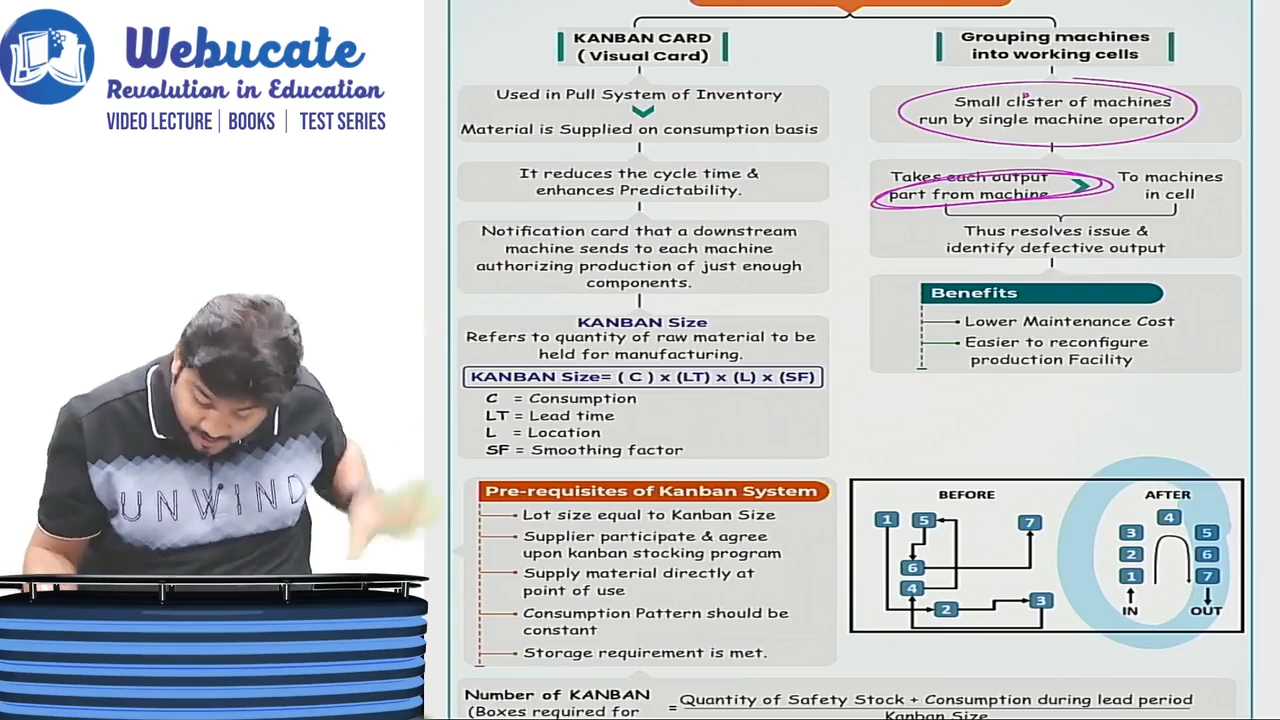 Webucate
Revolution in Education
VIDEO LECTURE | BOOKS | TEST SERIES
UNWIND
KANBAN CARD
( Visual Card)
Used in Pull System of Inventory
Material is Supplied on consumption basis
It reduces the cycle time &
enhances Predictability.
Notification card that a downstream
machine sends to each machine
authorizing production of just enough
components.
KANBAN Size
Refers to quantity of raw material to be
held for manufacturing.
KANBAN Size= ( C ) x (LT) x (L) x (SF)
C = Consumption
LT = Lead time
L = Location
SF = Smoothing factor
Pre-requisites of Kanban System
Lot size equal to Kanban Size
Supplier participate & agree
upon kanban stocking program
Supply material directly at
point of use
Consumption Pattern should be
constant
Storage requirement is met.
Grouping machines
into working cells
Small clister of machines
run by single machine operator
Takes each output
part from machine
To machines
in cell
Thus resolves issue &
identify defective output
Benefits
Lower Maintenance Cost
Easier to reconfigure
production Facility
BEFORE
1 5 7
6
4
2 3
AFTER
4
3 5
2 6
1 7
IN OUT
Number of KANBAN
(Boxes required for
= Quantity of Safety Stock + Consumption during lead period
Kanban Size